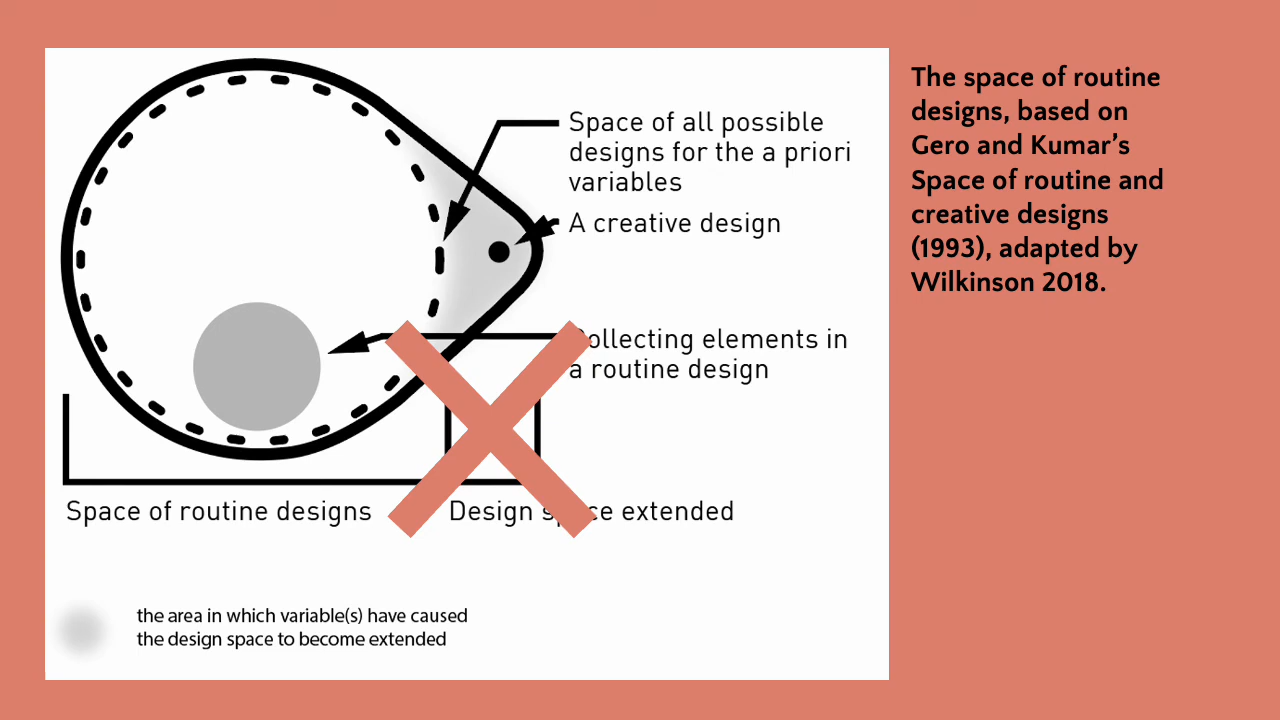 Space of all possible
designs for the a priori
variables
A creative design
Collecting elements in
a routine design
Space of routine designs
Design space extended
the area in which variable(s) have caused
the design space to become extended
The space of routine
designs, based on
Gero and Kumar’s
Space of routine and
creative designs
(1993), adapted by
Wilkinson 2018.